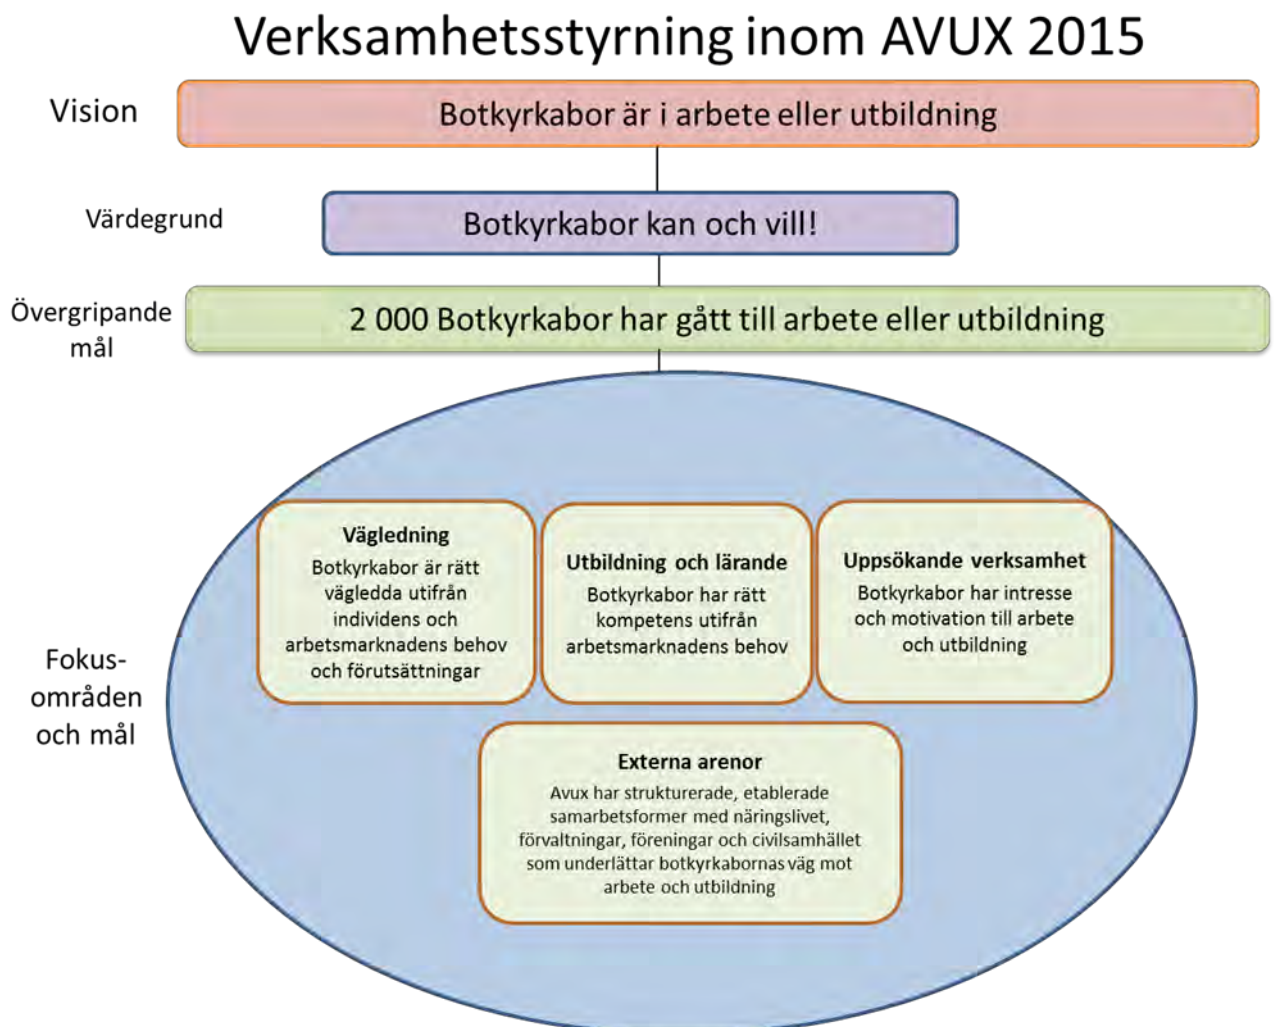 Verksamhetsstyrning inom AVUX 2015
Vision
Botkyrkabor är i arbete eller utbildning
Värdegrund
Botkyrkabor kan och vill!
Övergripande
mål
2 000 Botkyrkabor har gått till arbete eller utbildning
Fokus-
områden
och mål
Vägledning
Botkyrkabor är rätt
vägledda utifrån
individens och
arbetsmarknadens behov
och förutsättningar
Utbildning och lärande
Botkyrkabor har rätt
kompetens utifrån
arbetsmarknadens behov
Uppsökande verksamhet
Botkyrkabor har intresse
och motivation till arbete
och utbildning
Externa arenor
Avux har strukturerade, etablerade
samarbetsformer med näringslivet,
förvaltningar, föreningar och civilsamhället
som underlättar botkyrkabornas väg mot
arbete och utbildning